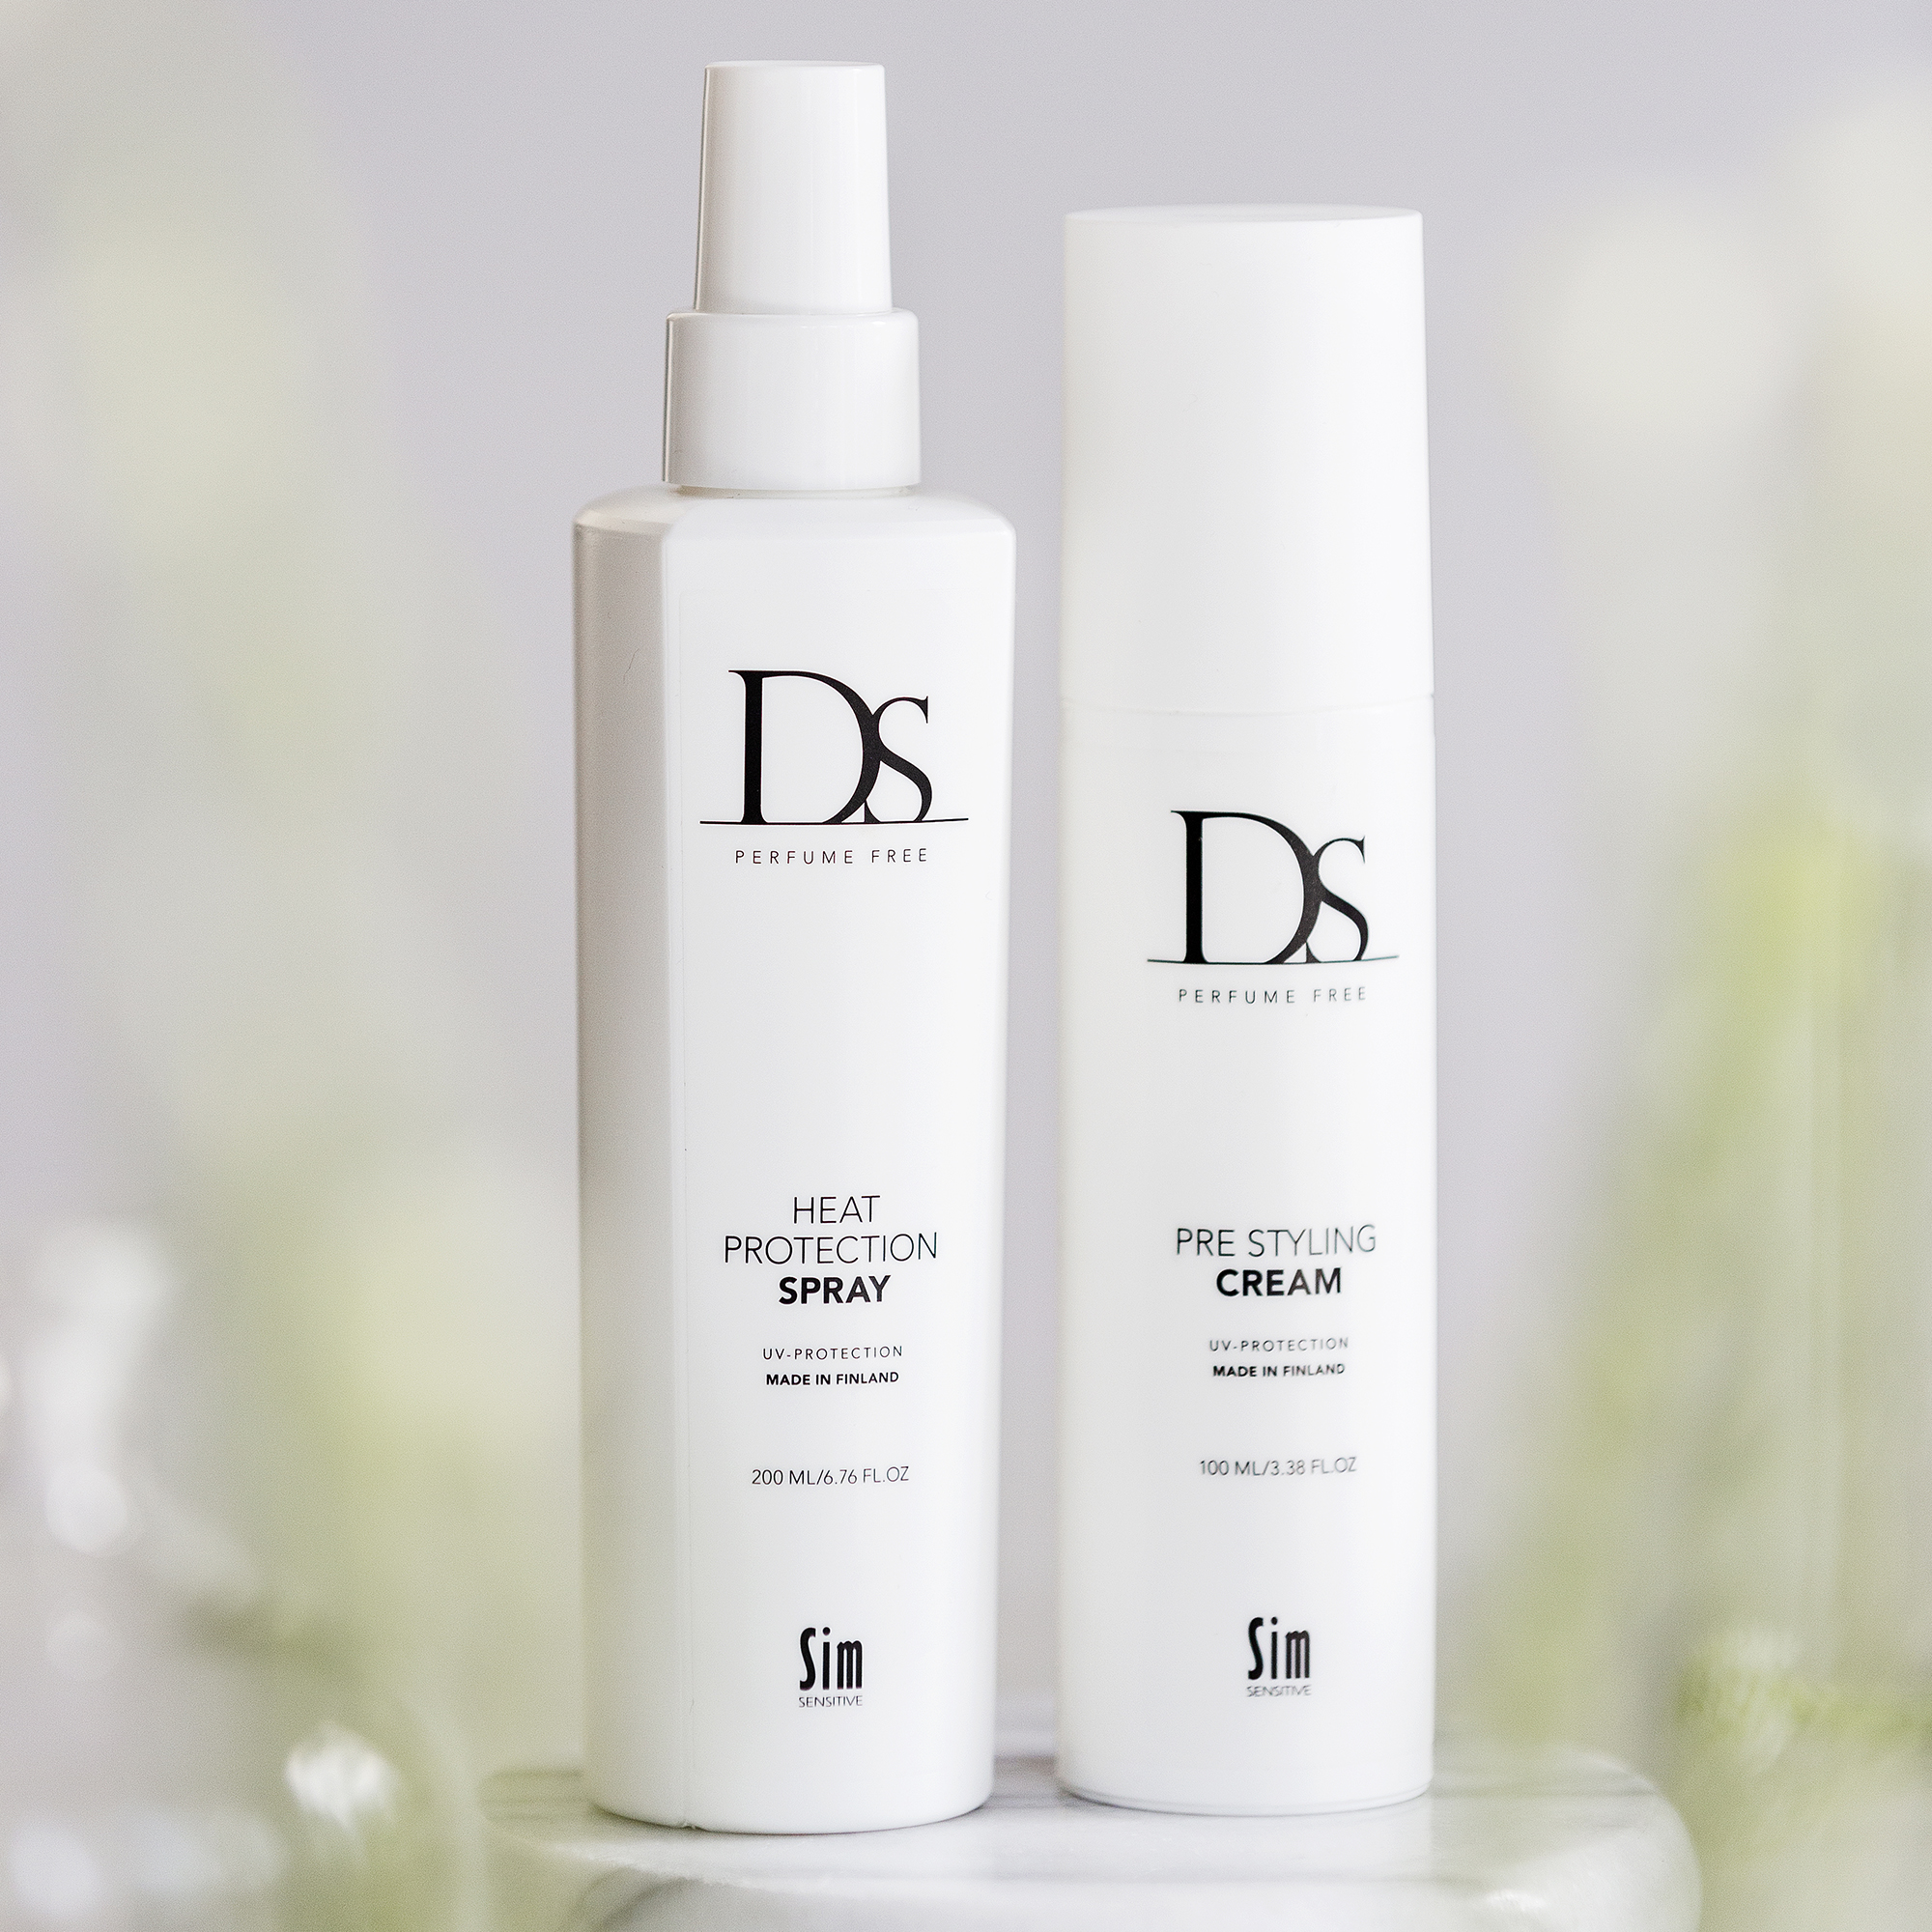 DS
PERFUME FREE
HEAT
PROTECTION
SPRAY
UV-PROTECTION
MADE IN FINLAND
200 ML/6.76 FL.OZ
Sim
SENSITIVE
DS
PERFUME FREE
PRE STYLING
CREAM
UV-PROTECTION
MADE IN FINLAND
100 ML/3.38 FL.OZ
Sim
SENSITIVE